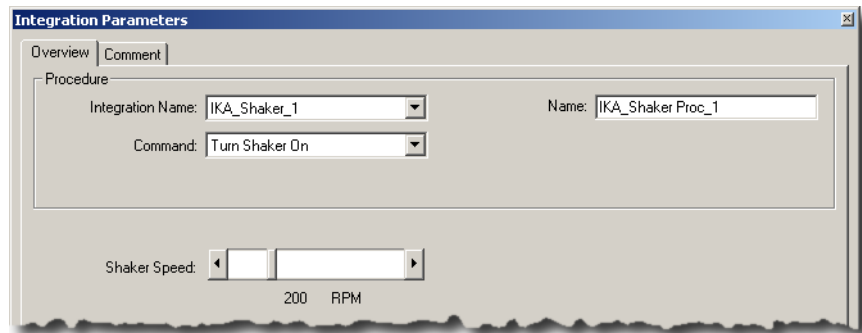 Integration Parameters
Overview Comment
Procedure
Integration Name: IKA_Shaker_1 Name: IKA_Shaker Proc_1
Command: Turn Shaker On
Shaker Speed:
200 RPM